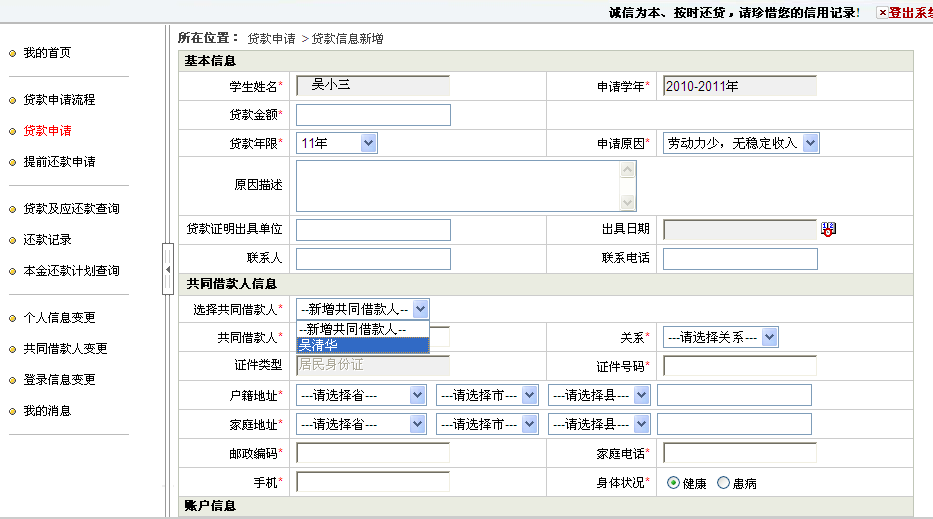 诚信为本、按时还贷，请珍惜您的信用记录!
登出系统
我的首页
贷款申请流程
贷款申请
提前还款申请
贷款及应还款查询
还款记录
本金还款计划查询
个人信息变更
共同借款人变更
登录信息变更
我的消息
所在位置： 贷款申请 >贷款信息新增
基本信息
学生姓名* 吴小三 申请学年* 2010-2011年
贷款金额*
贷款年限* 11年 申请原因* 劳动力少，无稳定收入
原因描述
贷款证明出具单位 出具日期
联系人 联系电话
共同借款人信息
选择共同借款人* --新增共同借款人--
--新增共同借款人--
吴清华
共同借款人* 关系* ---请选择关系---
证件类型 居民身份证 证件号码*
户籍地址* ---请选择省--- ---请选择市--- ---请选择县---
家庭地址* ---请选择省--- ---请选择市--- ---请选择县---
邮政编码* 家庭电话*
手机* 身体状况* 健康 患病
账户信息